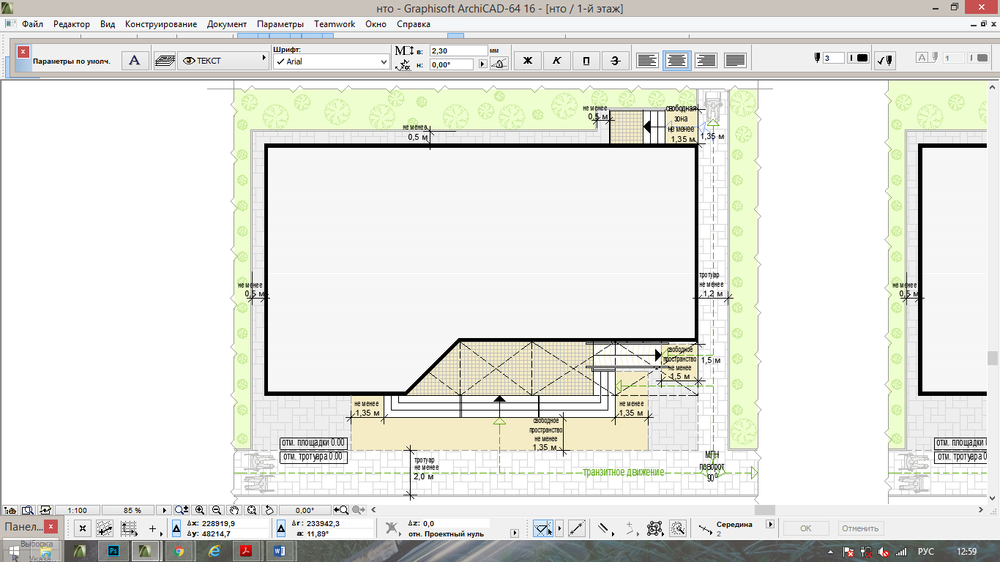 нто - Graphisoft ArchiCAD-64 16 - [нто / 1-й этаж]
Файл Редактор Вид Конструирование Документ Параметры Teamwork Окно Справка
Параметры по умолч.
A
ТЕКСТ
Шрифт:
Arial
М
в: 2,30 мм
н: 0,00°
Ж К П З
3
1
A 1 1
не менее
0,5 м
свободная
зона
не менее
1,35 м
1,35 м
не менее
0,5 м
не менее
0,5 м
тротуар
не менее
1,2 м
не менее
0,5 м
свободное
пространство
не менее
1,5 м
1,5 м
не менее
1,35 м
не менее
1,35 м
свободное
пространство
не менее
1,35 м
отм. площадки 0.00
отм. тротуара 0.00
тротуар
не менее
2,0 м
транзитное движение
МГН
поворот
90°
отм. площадки 0
отм. тротуара 0
1:100 85 % 0,00°
Панел...
Δx: 228919,9
Δy: 48214,7
Δr: 233942,3
a: 11,89°
Δz: 0,0
отн. Проектный нуль
Середина
2
ОК Отменить
Выборка
Указа
Ps
РУС 12:59